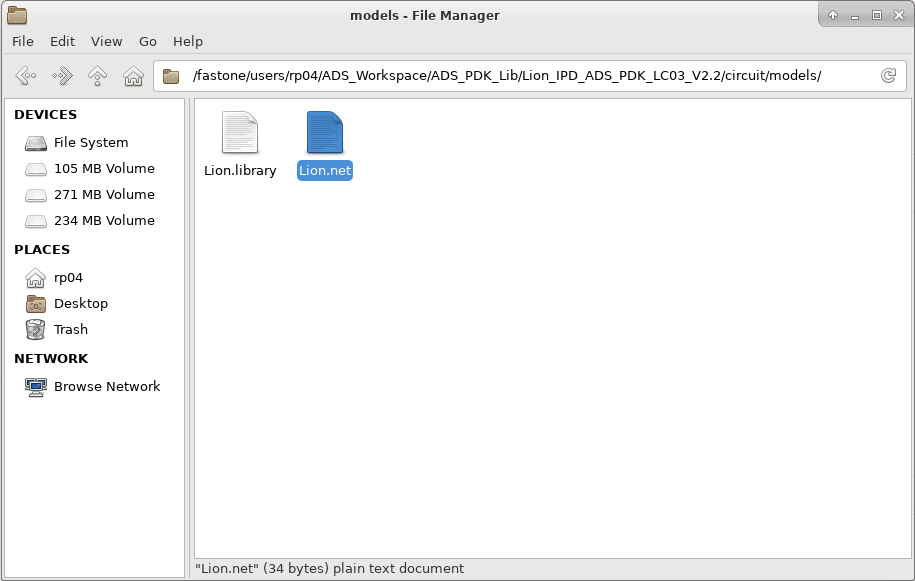 models - File Manager
File Edit View Go Help
/fastone/users/rp04/ADS_Workspace/ADS_PDK_Lib/Lion_IPD_ADS_PDK_LC03_V2.2/circuit/models/
DEVICES
File System
105 MB Volume
271 MB Volume
234 MB Volume
PLACES
rp04
Desktop
Trash
NETWORK
Browse Network
Lion.library Lion.net
"Lion.net" (34 bytes) plain text document